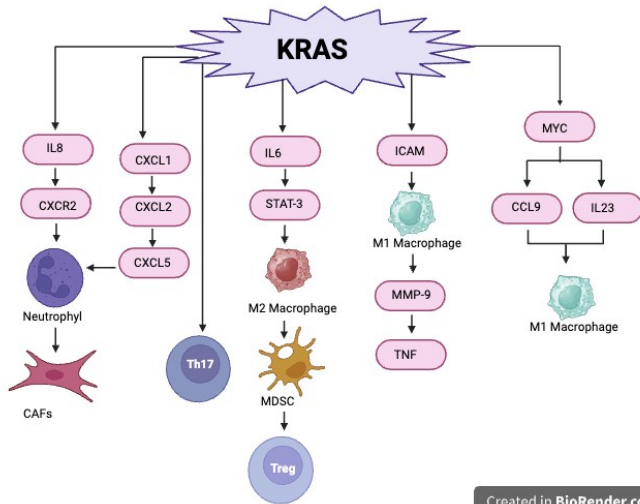 KRAS
IL8
CXCR2
Neutrophyl
CAFs
CXCL1
CXCL2
CXCL5
Th17
IL6
STAT-3
M2 Macrophage
MDSC
Treg
ICAM
M1 Macrophage
MMP-9
TNF
MYC
CCL9
IL23
M1 Macrophage
Created in BioRender.co